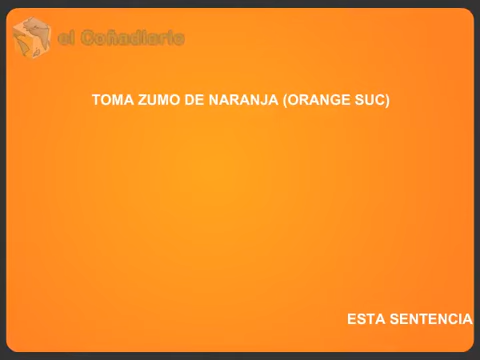 el Coñadiario
TOMA ZUMO DE NARANJA (ORANGE SUC)
ESTA SENTENCIA